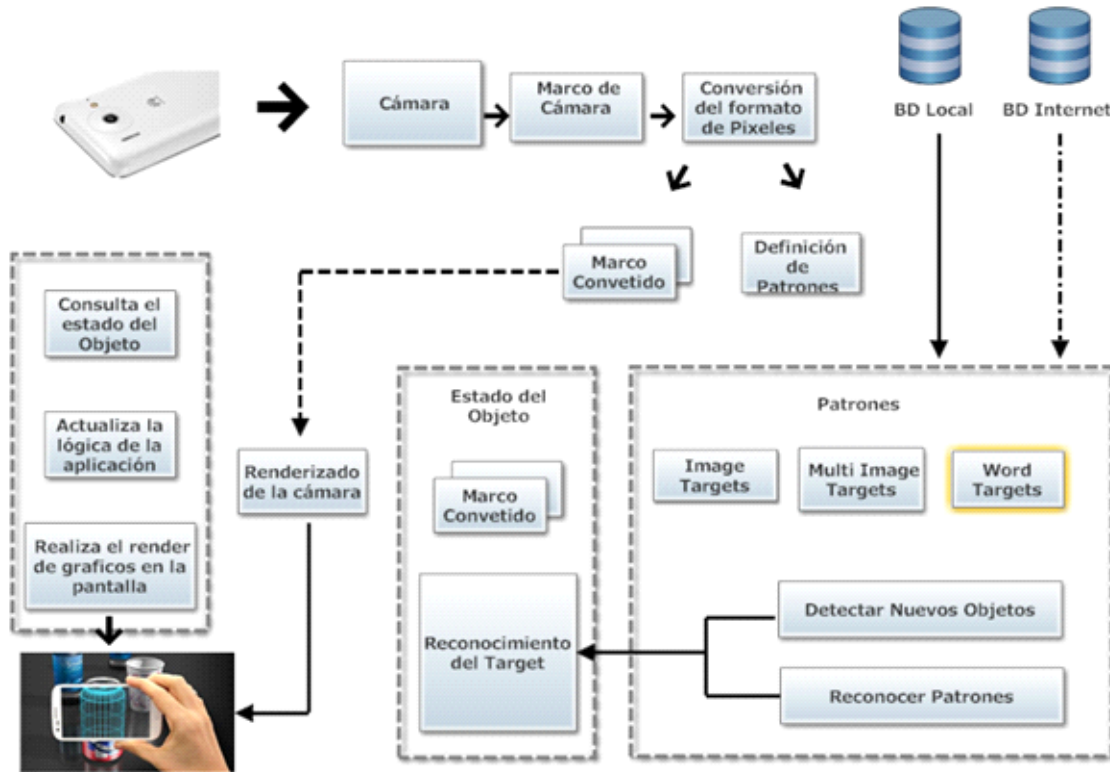 Cámara
Marco de
Cámara
Conversión
del formato
de Pixeles
BD Local
BD Internet
Marco
Convetido
Definición
de
Patrones
Consulta el
estado del
Objeto
Actualiza la
lógica de la
aplicación
Realiza el render
de graficos en la
pantalla
Renderizado
de la cámara
Estado del
Objeto
Marco
Convetido
Reconocimiento
del Target
Patrones
Image
Targets
Multi Image
Targets
Word
Targets
Detectar Nuevos Objetos
Reconocer Patrones